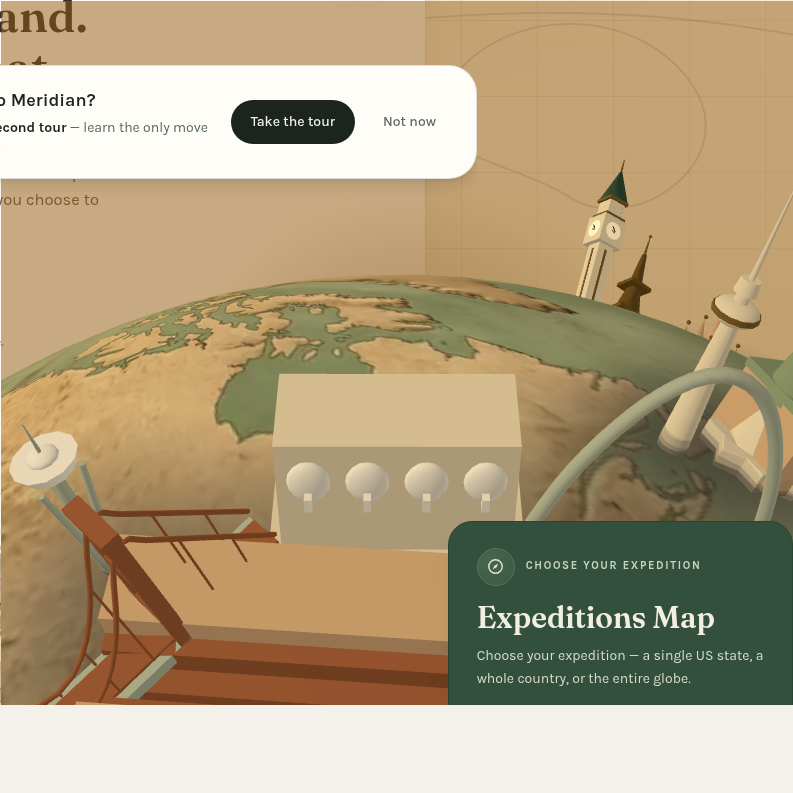 and.
o Meridian?
econd tour — learn the only move
Take the tour
Not now
you choose to
CHOOSE YOUR EXPEDITION
Expeditions Map
Choose your expedition — a single US state, a
whole country, or the entire globe.